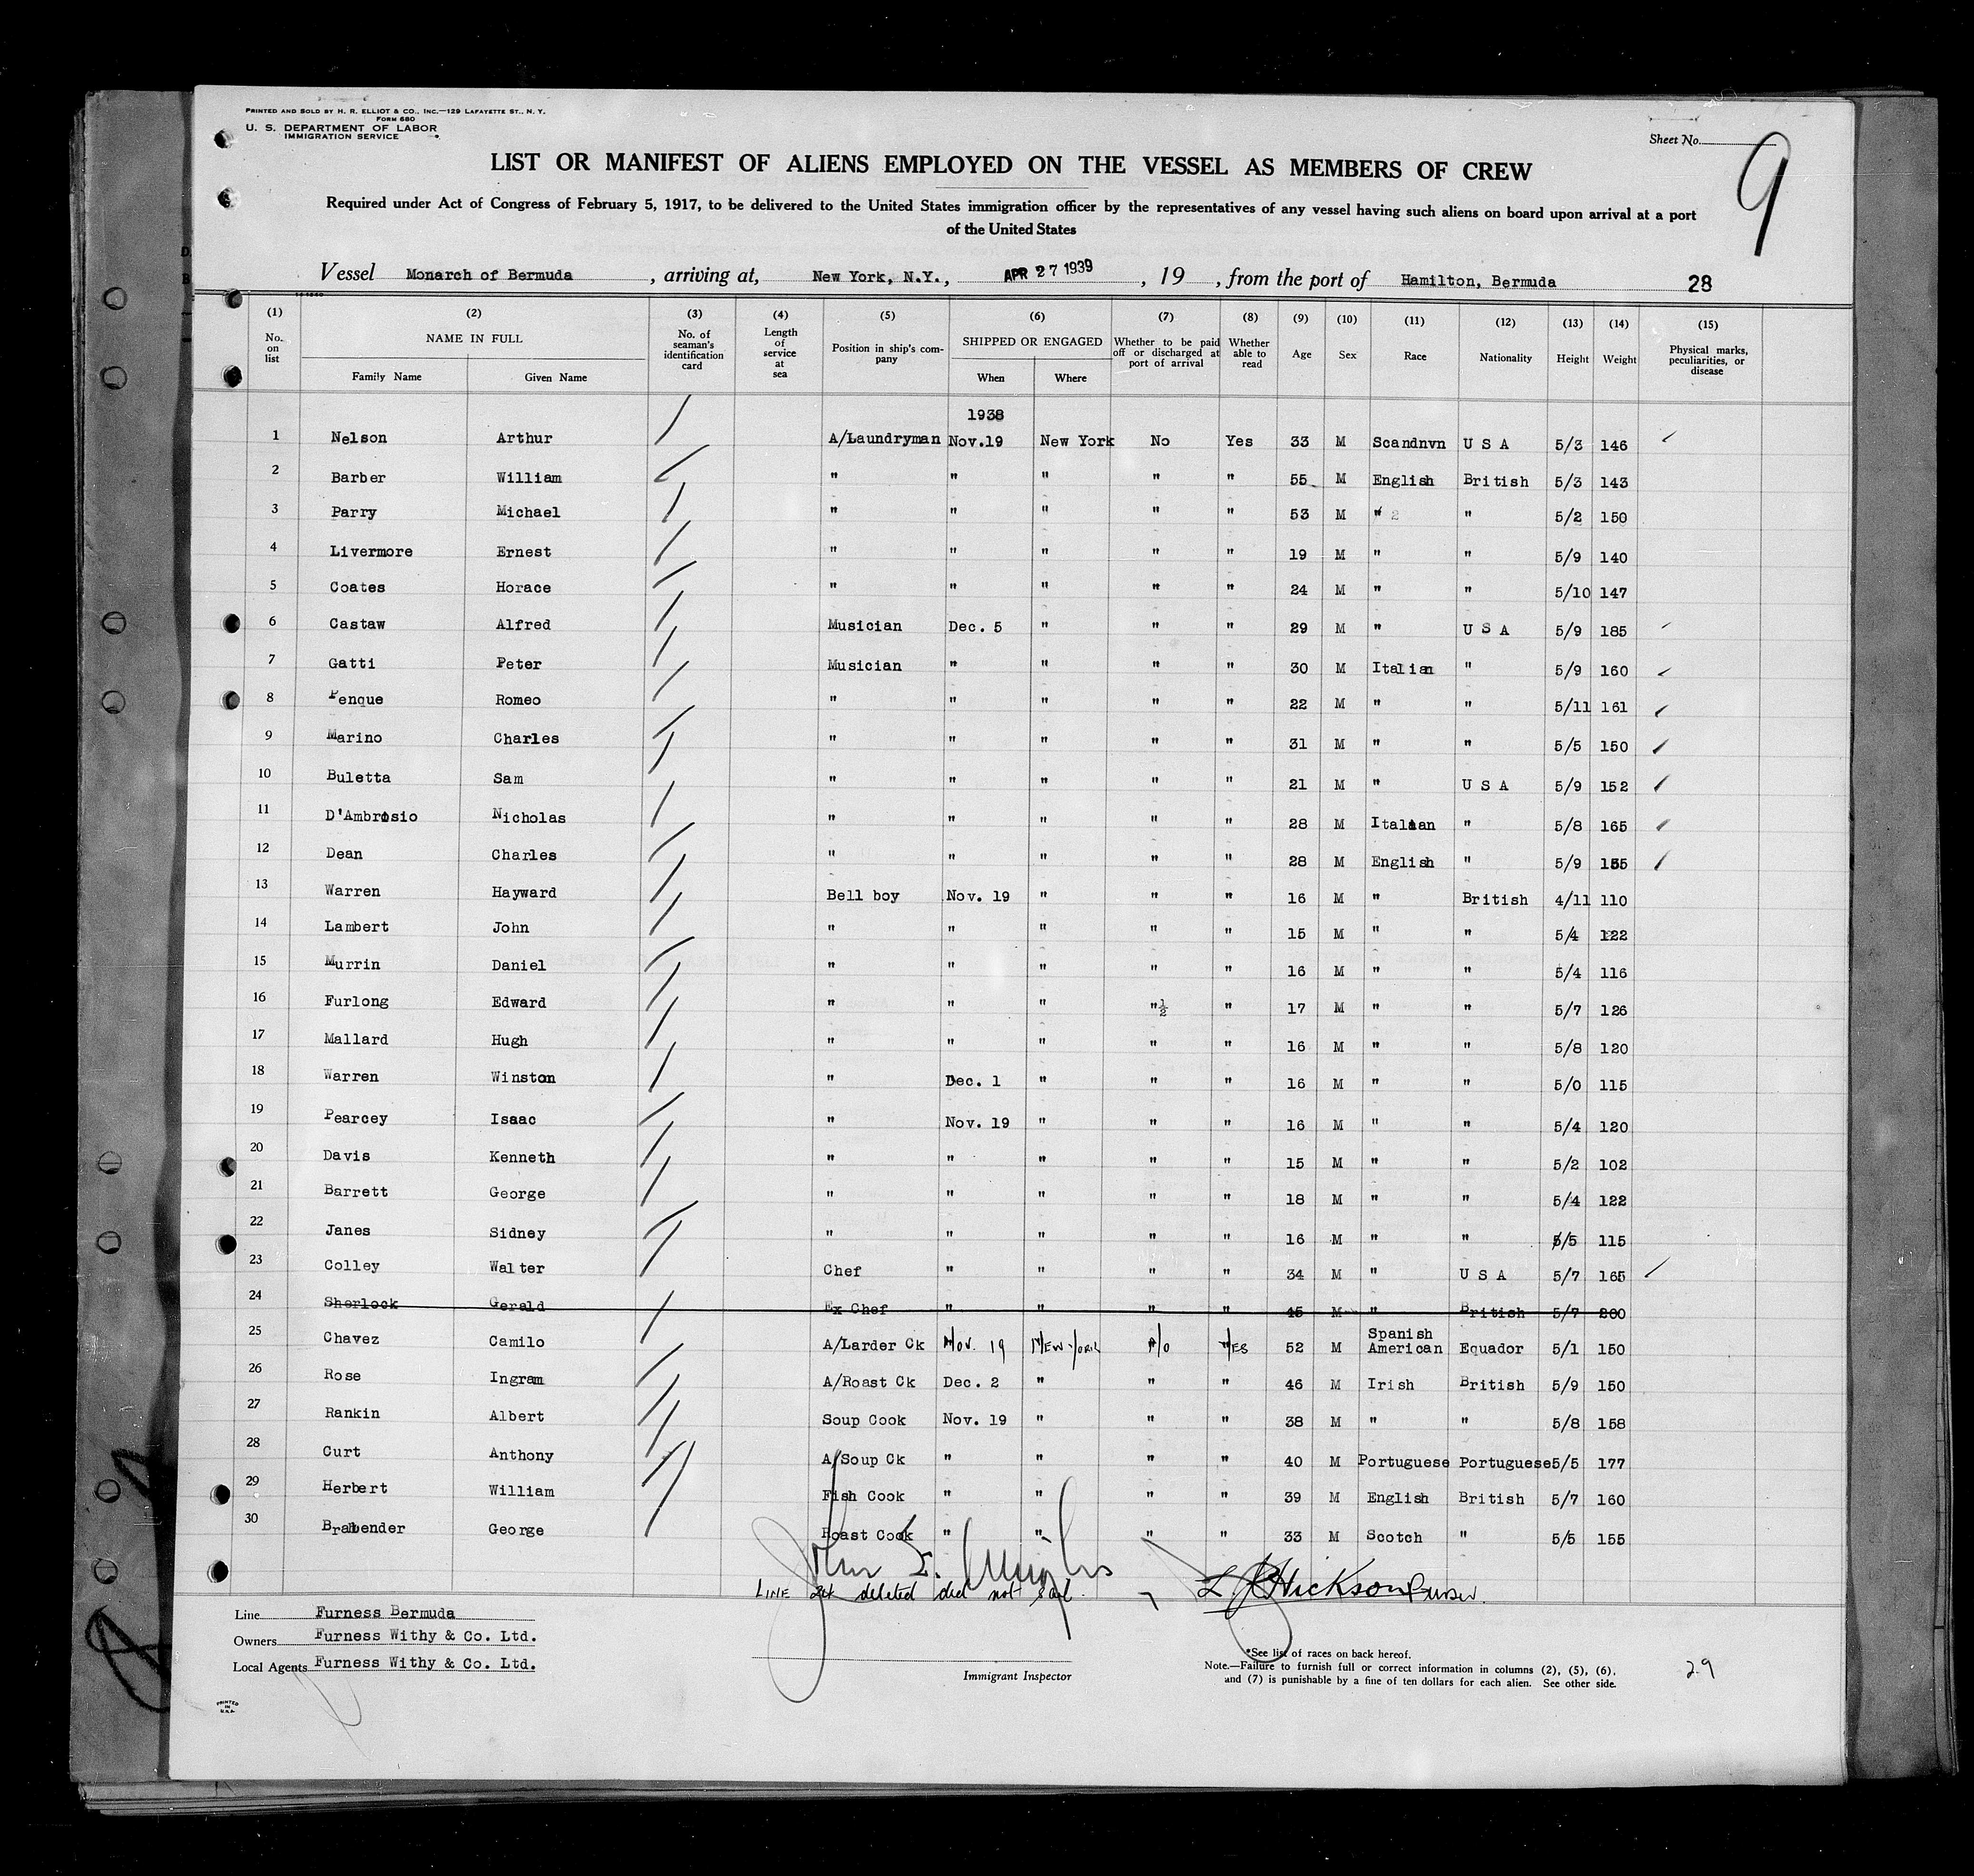 PRINTED AND SOLD BY H. R. ELLIOT & CO., INC.—129 LAFAYETTE ST., N. Y.
FORM 680
U. S. DEPARTMENT OF LABOR
IMMIGRATION SERVICE
Sheet No.
9
LIST OR MANIFEST OF ALIENS EMPLOYED ON THE VESSEL AS MEMBERS OF CREW
Required under Act of Congress of February 5, 1917, to be delivered to the United States immigration officer by the representatives of any vessel having such aliens on board upon arrival at a port
of the United States
Vessel Monarch of Bermuda, arriving at, New York, N.Y., APR 27 1939, 19 , from the port of Hamilton, Bermuda 28
(1) (2) (3) (4) (5) (6) (7) (8) (9) (10) (11) (12) (13) (14) (15)
No. on list NAME IN FULL Family Name Given Name No. of seaman's identification card Length of service at sea Position in ship's company SHIPPED OR ENGAGED When Where Whether to be paid off or discharged at port of arrival Whether able to read Age Sex Race Nationality Height Weight Physical marks, peculiarities, or disease
1938
1 Nelson Arthur A/Laundryman Nov.19 New York No Yes 33 M Scandnvn U S A 5/3 146
2 Barber William " " " " " 55 M English British 5/3 143
3 Parry Michael " " " " " 53 M " 2 " 5/2 150
4 Livermore Ernest " " " " " 19 M " " 5/9 140
5 Coates Horace " " " " " 24 M " " 5/10 147
6 Castaw Alfred Musician Dec. 5 " " " 29 M " U S A 5/9 185
7 Gatti Peter Musician " " " " 30 M Italian " 5/9 160
8 Penque Romeo " " " " " 22 M " " 5/11 161
9 Marino Charles " " " " " 31 M " " 5/5 150
10 Buletta Sam " " " " " 21 M " U S A 5/9 152
11 D'Ambrosio Nicholas " " " " " 28 M Italian " 5/8 165
12 Dean Charles " " " " " 28 M English " 5/9 155
13 Warren Hayward Bell boy Nov. 19 " " " 16 M " British 4/11 110
14 Lambert John " " " " " 15 M " " 5/4 122
15 Murrin Daniel " " " " " 16 M " " 5/4 116
16 Furlong Edward " " " "½ " 17 M " " 5/7 126
17 Mallard Hugh " " " " " 16 M " " 5/8 120
18 Warren Winston " Dec. 1 " " " 16 M " " 5/0 115
19 Pearcey Isaac " Nov. 19 " " " 16 M " " 5/4 120
20 Davis Kenneth " " " " " 15 M " " 5/2 102
21 Barrett George " " " " " 18 M " " 5/4 122
22 Janes Sidney " " " " " 16 M " " 5/5 115
23 Colley Walter Chef " " " " 34 M " U S A 5/7 165
24 Sherlock Gerald Ex Chef " " " " 45 M " British 5/7 200
25 Chavez Camilo A/Larder Ck Nov. 19 New York No Yes 52 M Spanish American Equador 5/1 150
26 Rose Ingram A/Roast Ck Dec. 2 " " " 46 M Irish British 5/9 150
27 Rankin Albert Soup Cook Nov. 19 " " " 38 M " " 5/8 158
28 Curt Anthony A/Soup Ck " " " " 40 M Portuguese Portuguese 5/5 177
29 Herbert William Fish Cook " " " " 39 M English British 5/7 160
30 Brabender George Roast Cook " " " " 33 M Scotch " 5/5 155
John
LINE 24 deleted did not sail.
Hickson Purser.
Line Furness Bermuda
Owners Furness Withy & Co. Ltd.
Local Agents Furness Withy & Co. Ltd.
Immigrant Inspector
*See list of races on back hereof.
Note.—Failure to furnish full or correct information in columns (2), (5), (6),
and (7) is punishable by a fine of ten dollars for each alien. See other side.
29
PRINTED
IN
U.S.A.